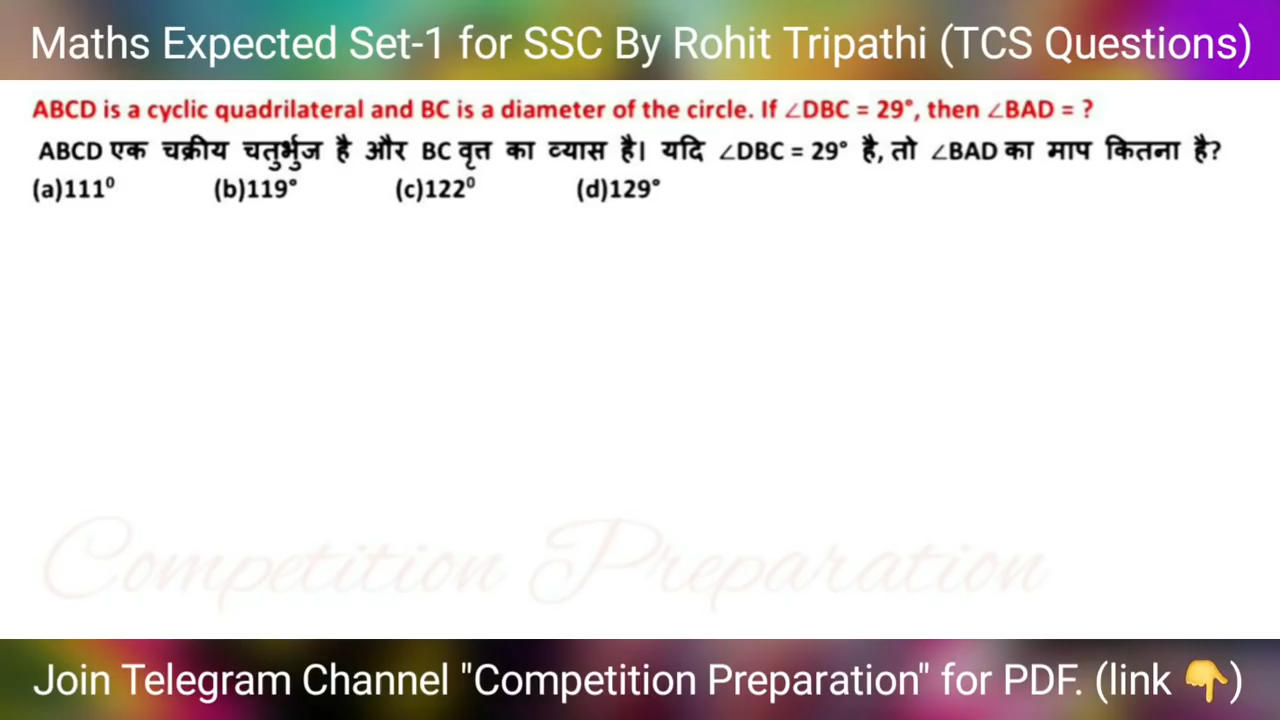 Maths Expected Set-1 for SSC By Rohit Tripathi (TCS Questions)
ABCD is a cyclic quadrilateral and BC is a diameter of the circle. If ∠DBC = 29°, then ∠BAD = ?
ABCD एक चक्रीय चतुर्भुज है और BC वृत्त का व्यास है। यदि ∠DBC = 29° है, तो ∠BAD का माप कितना है?
(a)111⁰ (b)119° (c)122⁰ (d)129°
Competition Preparation
Join Telegram Channel "Competition Preparation" for PDF. (link 👇)